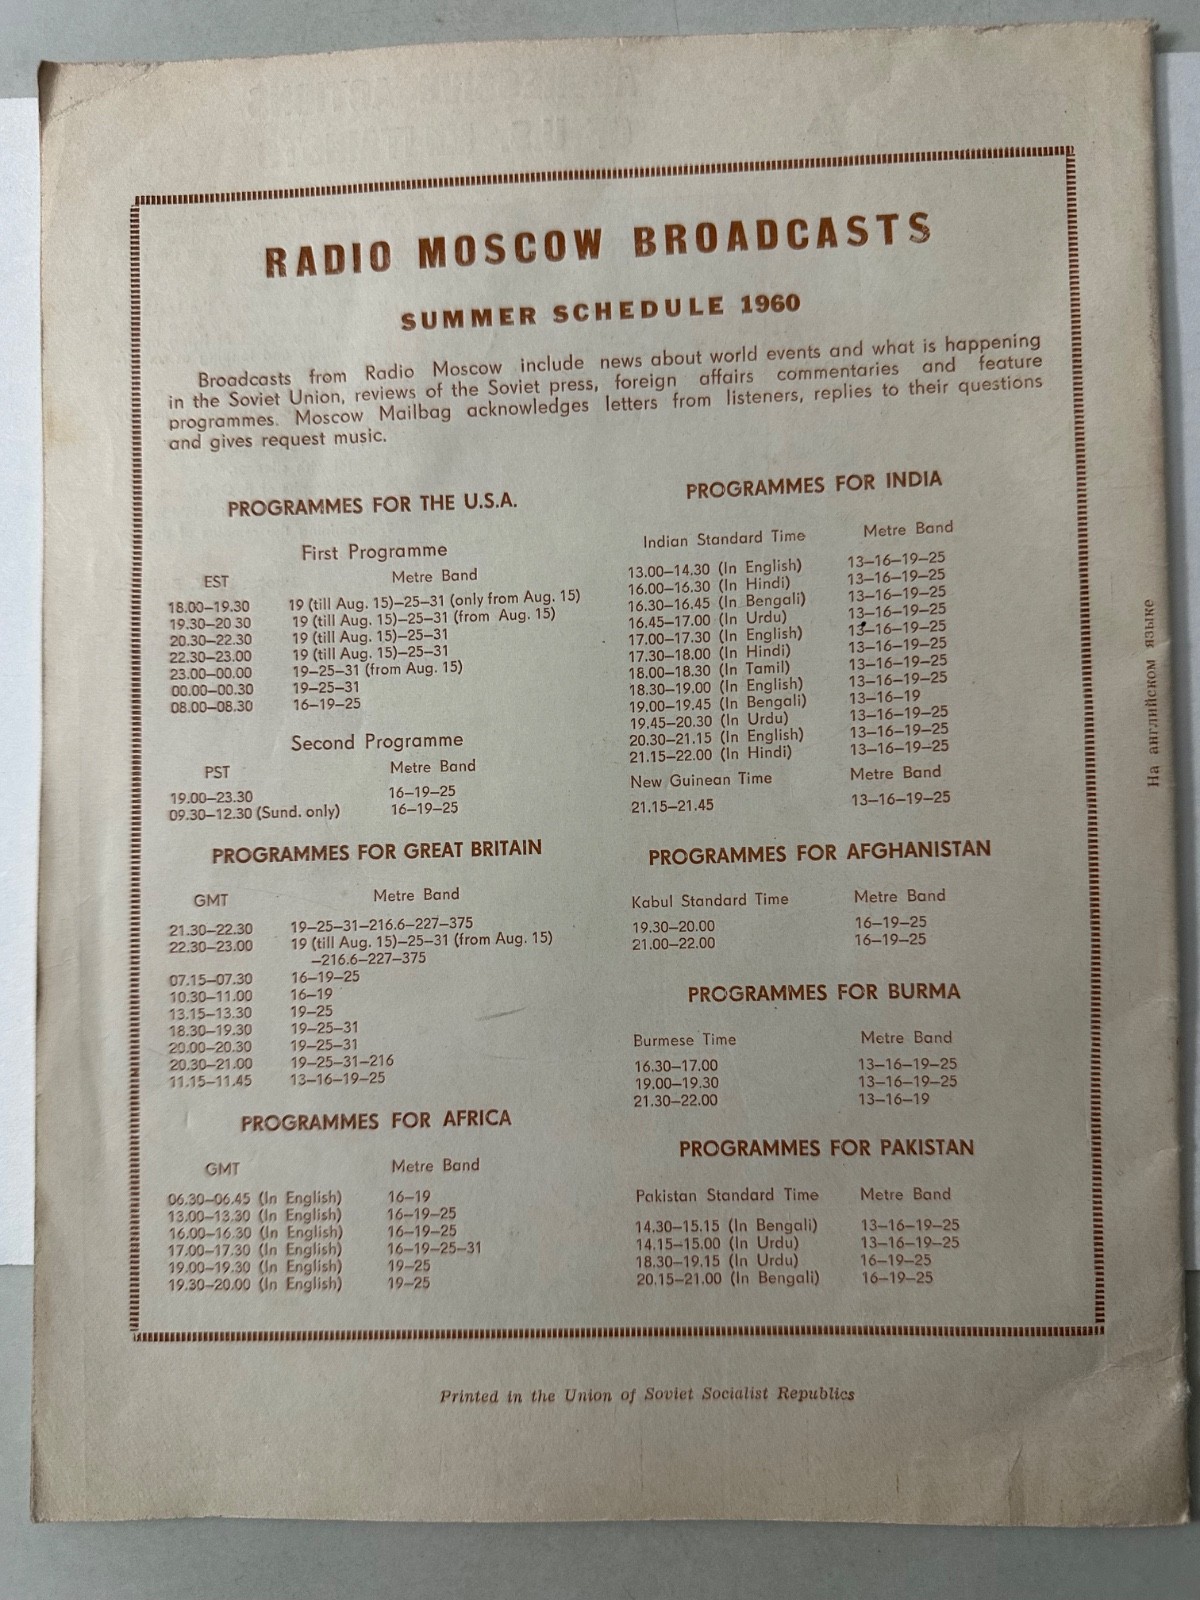 RADIO MOSCOW BROADCASTS
SUMMER SCHEDULE 1960
Broadcasts from Radio Moscow include news about world events and what is happening
in the Soviet Union, reviews of the Soviet press, foreign affairs commentaries and feature
programmes. Moscow Mailbag acknowledges letters from listeners, replies to their questions
and gives request music.
PROGRAMMES FOR THE U.S.A.
First Programme
EST Metre Band
18.00–19.30 19 (till Aug. 15)–25–31 (only from Aug. 15)
19.30–20 30 19 (till Aug. 15)–25–31 (from Aug. 15)
20.30–22.30 19 (till Aug. 15)–25–31
22.30–23.00 19 (till Aug. 15)–25–31
23.00–00.00 19–25–31 (from Aug. 15)
00.00–00.30 19–25–31
08.00–08.30 16–19–25
Second Programme
PST Metre Band
19.00–23.30 16–19–25
09.30–12.30 (Sund. only) 16–19–25
PROGRAMMES FOR GREAT BRITAIN
GMT Metre Band
21.30–22.30 19–25–31–216.6–227–375
22.30–23.00 19 (till Aug. 15)–25–31 (from Aug. 15)
–216.6–227–375
07.15–07.30 16–19–25
10.30–11.00 16–19
13.15–13.30 19–25
18.30–19.30 19–25–31
20.00–20.30 19–25–31
20.30–21.00 19–25–31–216
11.15–11.45 13–16–19–25
PROGRAMMES FOR AFRICA
GMT Metre Band
06.30–06.45 (In English) 16–19
13.00–13.30 (In English) 16–19–25
16.00–16.30 (In English) 16–19–25
17.00–17.30 (In English) 16–19–25–31
19.00–19.30 (In English) 19–25
19.30–20.00 (In English) 19–25
PROGRAMMES FOR INDIA
Indian Standard Time Metre Band
13.00–14.30 (In English) 13–16–19–25
16.00–16.30 (In Hindi) 13–16–19–25
16.30–16.45 (In Bengali) 13–16–19–25
16.45–17.00 (In Urdu) 13–16–19–25
17.00–17.30 (In English) 13–16–19–25
17.30–18.00 (In Hindi) 13–16–19–25
18.00–18.30 (In Tamil) 13–16–19–25
18.30–19.00 (In English) 13–16–19–25
19.00–19.45 (In Bengali) 13–16–19
19.45–20.30 (In Urdu) 13–16–19–25
20.30–21.15 (In English) 13–16–19–25
21.15–22.00 (In Hindi) 13–16–19–25
New Guinean Time Metre Band
21.15–21.45 13–16–19–25
PROGRAMMES FOR AFGHANISTAN
Kabul Standard Time Metre Band
19.30–20.00 16–19–25
21.00–22.00 16–19–25
PROGRAMMES FOR BURMA
Burmese Time Metre Band
16.30–17.00 13–16–19–25
19.00–19.30 13–16–19–25
21.30–22.00 13–16–19
PROGRAMMES FOR PAKISTAN
Pakistan Standard Time Metre Band
14.30–15.15 (In Bengali) 13–16–19–25
14.15–15.00 (In Urdu) 13–16–19–25
18.30–19.15 (In Urdu) 16–19–25
20.15–21.00 (In Bengali) 16–19–25
Printed in the Union of Soviet Socialist Republics
На английском языке